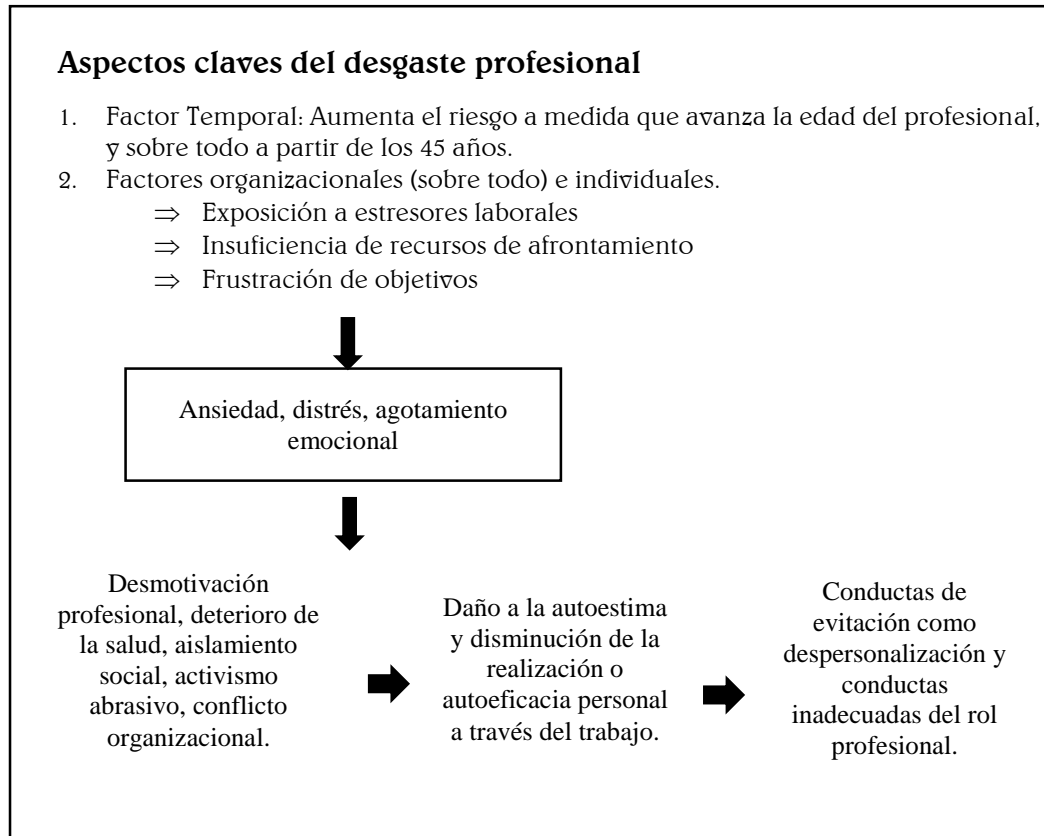 Aspectos claves del desgaste profesional
1. Factor Temporal: Aumenta el riesgo a medida que avanza la edad del profesional,
y sobre todo a partir de los 45 años.
2. Factores organizacionales (sobre todo) e individuales.
⇒ Exposición a estresores laborales
⇒ Insuficiencia de recursos de afrontamiento
⇒ Frustración de objetivos
Ansiedad, distrés, agotamiento
emocional
Desmotivación
profesional, deterioro de
la salud, aislamiento
social, activismo
abrasivo, conflicto
organizacional.
Daño a la autoestima
y disminución de la
realización o
autoeficacia personal
a través del trabajo.
Conductas de
evitación como
despersonalización y
conductas
inadecuadas del rol
profesional.